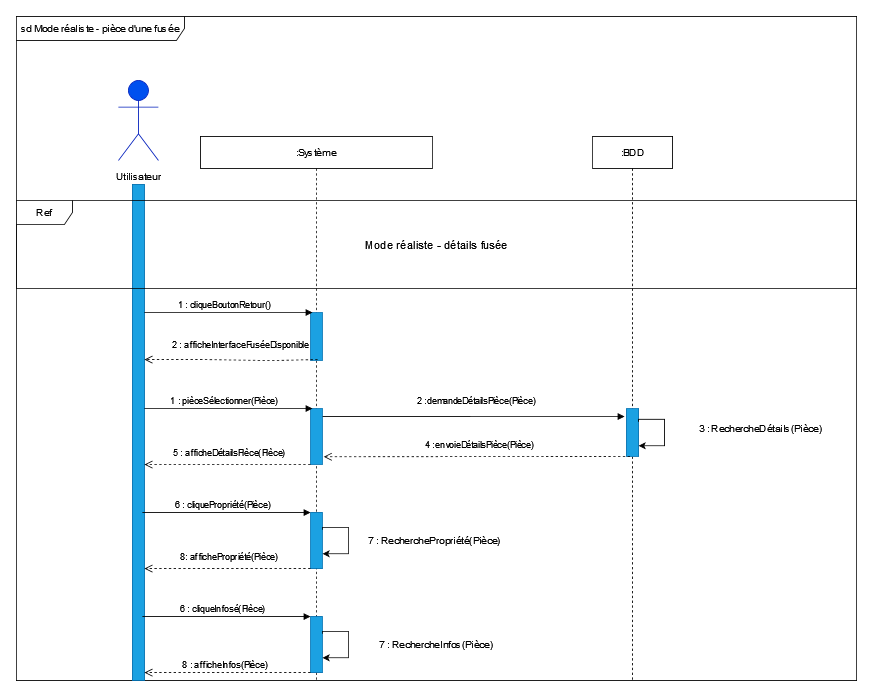 sd Mode réaliste - pièce d'une fusée
Utilisateur
:Système
:BDD
Ref
Mode réaliste - détails fusée
1 : cliqueBoutonRetour()
2 : afficheInterfaceFuséeDisponible
1 : pièceSélectionner(Pièce)
2 :demandeDétailsPièce(Pièce)
3 : RechercheDétails (Pièce)
4 :envoieDétailsPièce(Pièce)
5 : afficheDétailsPièce(Pièce)
6 : cliquePropriété(Pièce)
7 : RecherchePropriété(Pièce)
8: affichePropriété(Pièce)
6 : cliqueInfosé(Pièce)
7 : RechercheInfos (Pièce)
8 : afficheInfos(Pièce)